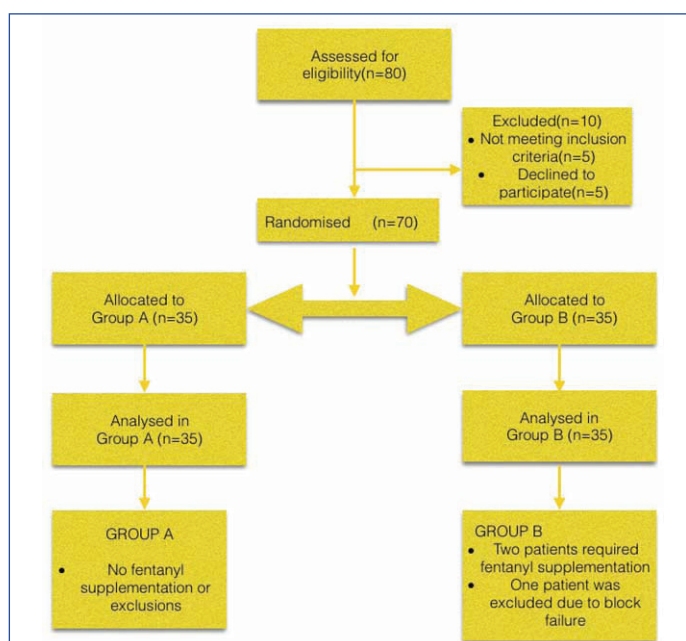 Assessed for
eligibility(n=80)
Excluded(n=10)
• Not meeting inclusion
criteria(n=5)
• Declined to
participate(n=5)
Randomised (n=70)
Allocated to
Group A (n=35)
Allocated to
Group B (n=35)
Analysed in
Group A (n=35)
Analysed in
Group B (n=35)
GROUP A
• No fentanyl
supplementation or
exclusions
GROUP B
• Two patients required
fentanyl supplementation
• One patient was
excluded due to block
failure